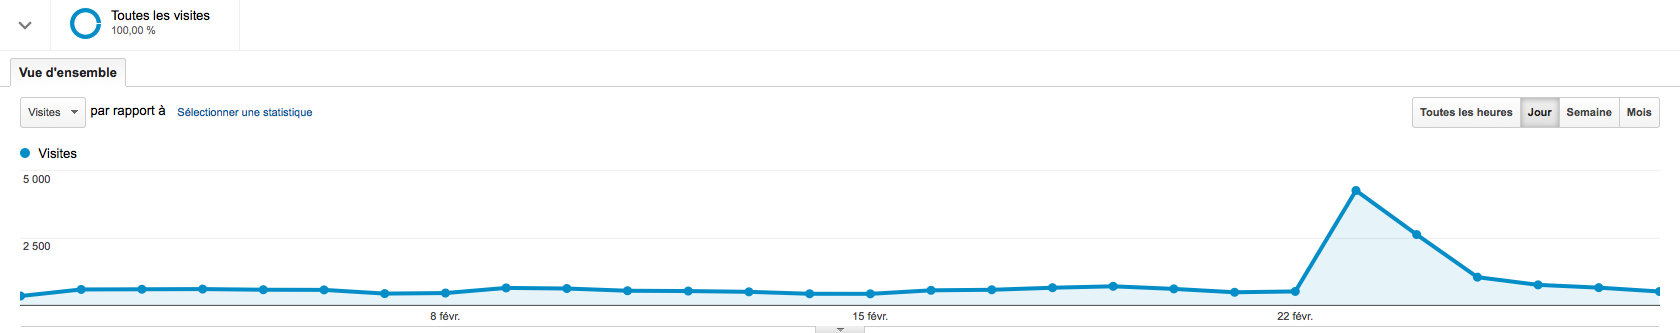 Toutes les visites
100,00 %
Vue d'ensemble
Visites par rapport à Sélectionner une statistique
Toutes les heures Jour Semaine Mois
Visites
5 000
2 500
8 févr. 15 févr. 22 févr.